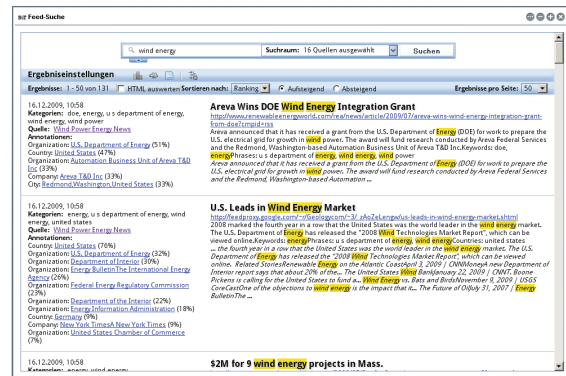 BIT Feed-Suche
wind energy
Suchraum: 16 Quellen ausgewählt
Suchen
Ergebniseinstellungen
Ergebnisse: 1 - 50 von 131 HTML auswerten Sortieren nach: Ranking Aufsteigend Absteigend Ergebnisse pro Seite: 50
16.12.2009, 10:58
Kategorien: doe, energy, u s department of energy,
wind energy, wind power
Quelle: Wind Power Energy News
Annotationen:
Organization: U.S. Department of Energy (51%)
Country: United States (47%)
Organization: Automation Business Unit of Areva T&D
Inc (33%)
Company: Areva T&D Inc (33%)
City: Redmond,Washington,United States (33%)
Areva Wins DOE Wind Energy Integration Grant
http://www.renewableenergyworld.com/rea/news/article/2009/07/areva-wins-wind-energy-integration-grant-
from-doe?cmpid=rss
Areva announced that it has received a grant from the U.S. Department of Energy (DOE) for work to prepare the
U.S. electrical grid for growth in wind power. The award will fund research conducted by Areva Federal Services
and the Redmond, Washington-based Automation Business Unit of Areva T&D Inc.Keywords: doe,
energyPhrases: u s department of energy, wind energy, wind power
Areva announced that it has received a grant from the U.S. Department of Energy (DOE) for work to prepare the
U.S. electrical grid for growth in wind power. The award will fund research conducted by Areva Federal Services
and the Redmond, Washington-based Automation ...
16.12.2009, 10:58
Kategorien: energy, u s department of energy, wind
energy, united states
Quelle: Wind Power Energy News
Annotationen:
Country: United States (76%)
Organization: U.S. Department of Energy (32%)
Organization: Department of Interior (30%)
Organization: Energy BulletinThe International Energy
Agency (26%)
Organization: Federal Energy Regulatory Commission
(23%)
Organization: Department of the Interior (22%)
Organization: Energy Information Administration (18%)
Country: Germany (9%)
Company: New York TimesA New York Times (9%)
Organization: United States Chamber of Commerce
(7%)
U.S. Leads in Wind Energy Market
2008 marked the fourth year in a row that the United States was the world leader in the wind energy market.
The U.S. Department of Energy has released the "2008 Wind Technologies Market Report", which can be
viewed online.Keywords: energyPhrases: u s department of energy, wind energyCountries: united states
... the fourth year in a row that the United States was the world leader in the wind energy market. The U.S.
Department of Energy has released the "2008 Wind Technologies Market Report", which can be viewed
online. Related StoriesRenewable Energy on the Atlantic CoastApril 3, 2009 | CNNMoneyA new Department of
Interior report says that about 20% of the... The United States Wind BankJanuary 22, 2009 | CNNT. Boone
Pickens is calling for the United States to fund a... Wind Energy vs. Bats and BirdsNovember 9, 2009 | USGS
CoreCastOne of the objections to wind energy is the impact that it... The Future of OilJuly 31, 2007 | Energy
BulletinThe ...
16.12.2009, 10:58
Kategorien: energy, wind energy
$2M for 9 wind energy projects in Mass.